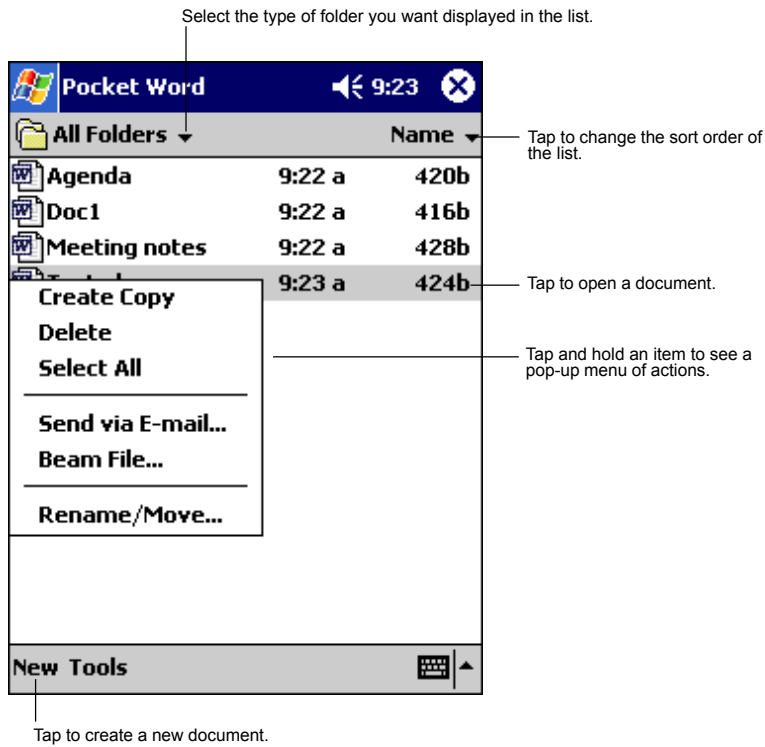 Select the type of folder you want displayed in the list.
Pocket Word 9:23
All Folders Name
Tap to change the sort order of
the list.
Agenda 9:22 a 420b
Doc1 9:22 a 416b
Meeting notes 9:22 a 428b
9:23 a 424b
Tap to open a document.
Create Copy
Delete
Select All
Tap and hold an item to see a
pop-up menu of actions.
Send via E-mail...
Beam File...
Rename/Move...
New Tools
Tap to create a new document.